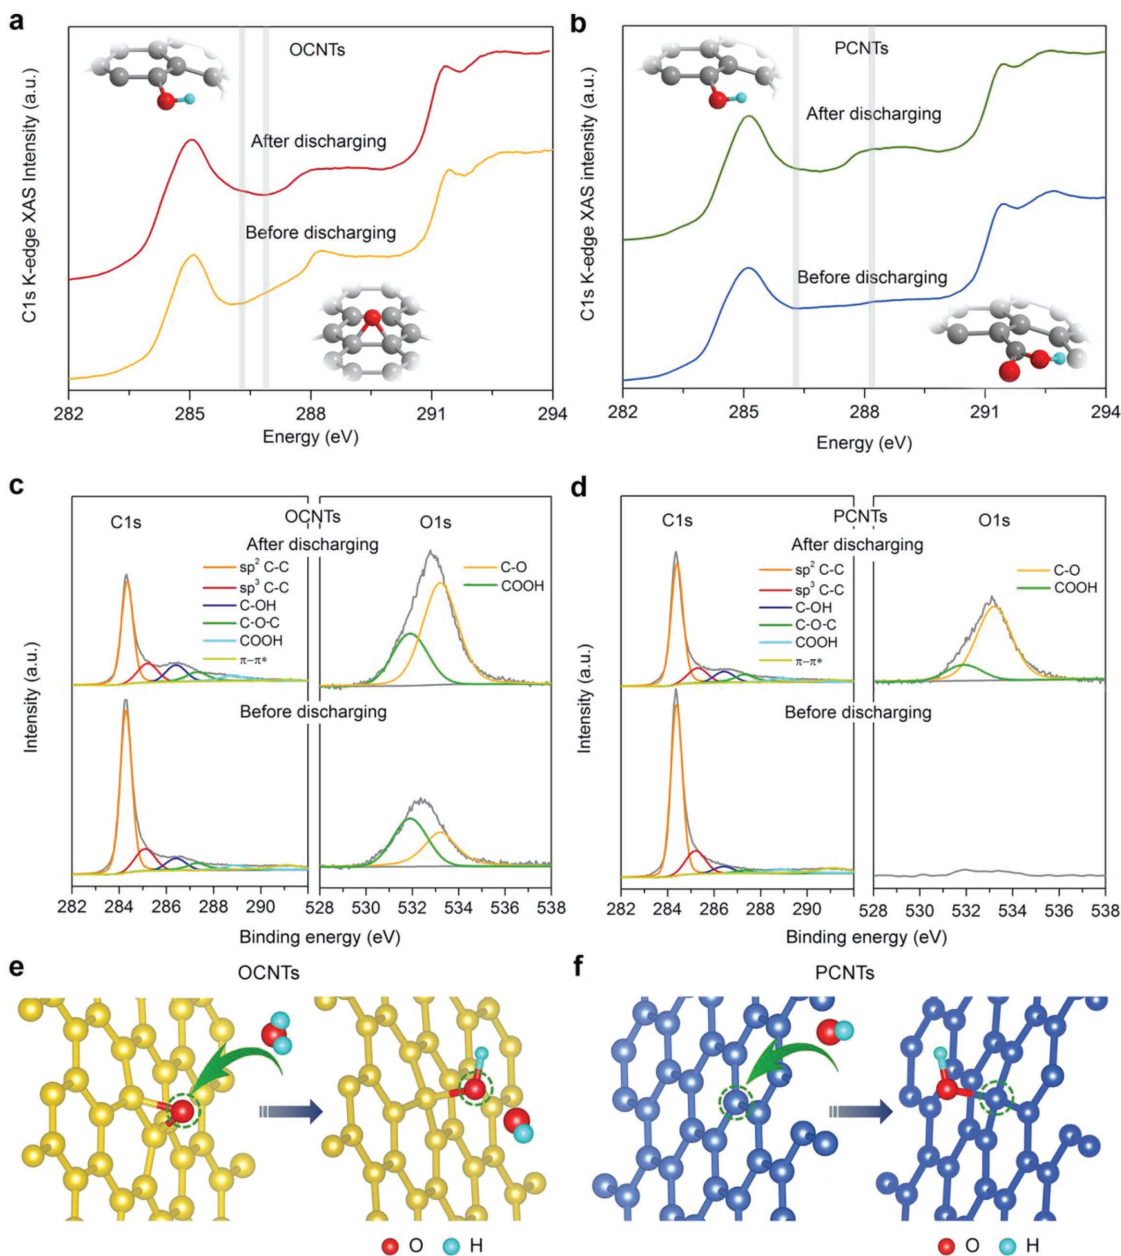 a
OCNTs
C1s K-edge XAS Intensity (a.u.)
After discharging
Before discharging
282 285 288 291 294
Energy (eV)
b
PCNTs
C1s K-edge XAS intensity (a.u.)
After discharging
Before discharging
282 285 288 291 294
Energy (eV)
c
C1s OCNTs O1s
After discharging
sp² C-C
sp³ C-C
C-OH
C-O-C
COOH
π-π*
C-O
COOH
Before discharging
Intensity (a.u.)
282 284 286 288 290 528 530 532 534 536 538
Binding energy (eV)
d
C1s PCNTs O1s
After discharging
sp² C-C
sp³ C-C
C-OH
C-O-C
COOH
π-π*
C-O
COOH
Before discharging
Intensity (a.u.)
282 284 286 288 290 528 530 532 534 536 538
Binding energy (eV)
e
OCNTs
O H
f
PCNTs
O H